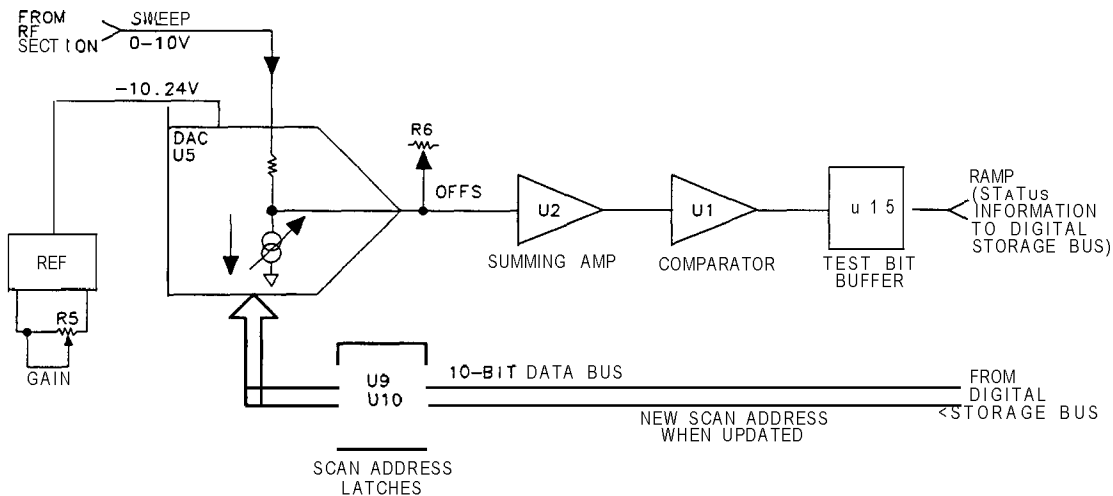 FROM
RF
SECTION
SWEEP
0-10V
-10.24V
DAC
U5
R6
OFFS
U2
SUMMING AMP
U1
COMPARATOR
u 15
TEST BIT
BUFFER
RAMP
(STaTus
INFORMATION
TO DIGITAL
STORAGE BUS)
REF
R5
GAIN
U9
U10
SCAN ADDRESS
LATCHES
10-BIT DATA BUS
NEW SCAN ADDRESS
WHEN UPDATED
FROM
DIGITAL
<STORAGE BUS